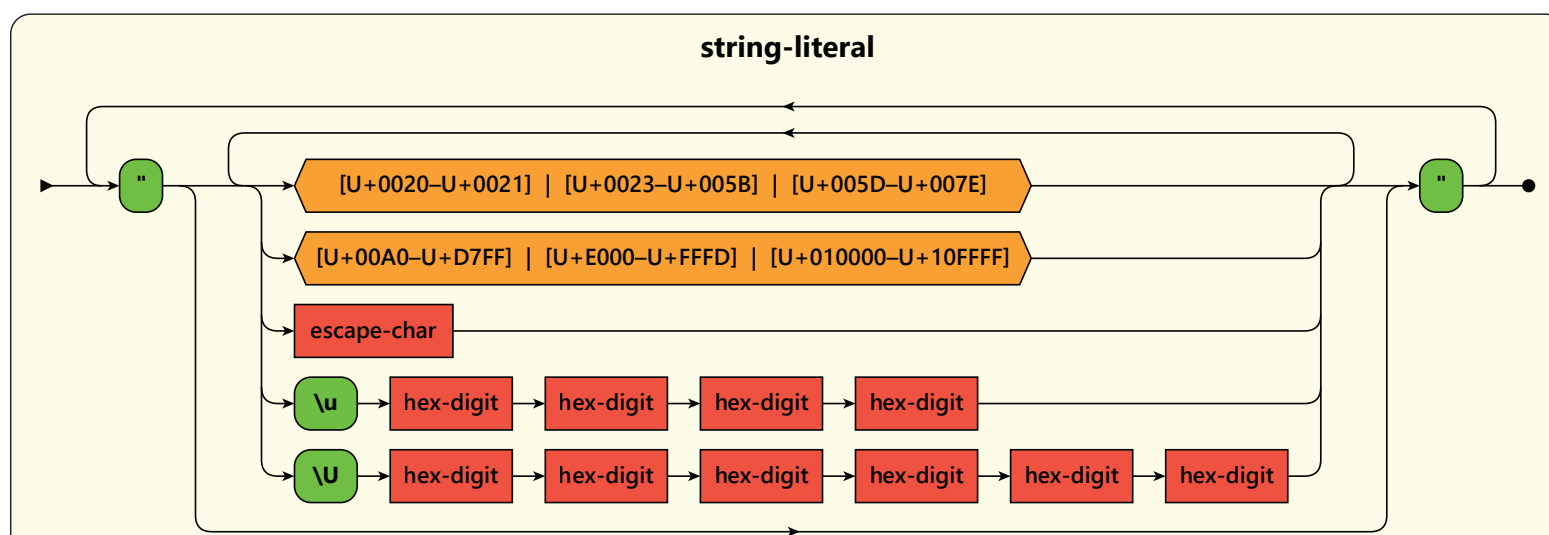 string-literal
" [U+0020–U+0021] | [U+0023–U+005B] | [U+005D–U+007E] "
[U+00A0–U+D7FF] | [U+E000–U+FFFD] | [U+010000–U+10FFFF]
escape-char
\u hex-digit hex-digit hex-digit hex-digit
\U hex-digit hex-digit hex-digit hex-digit hex-digit hex-digit